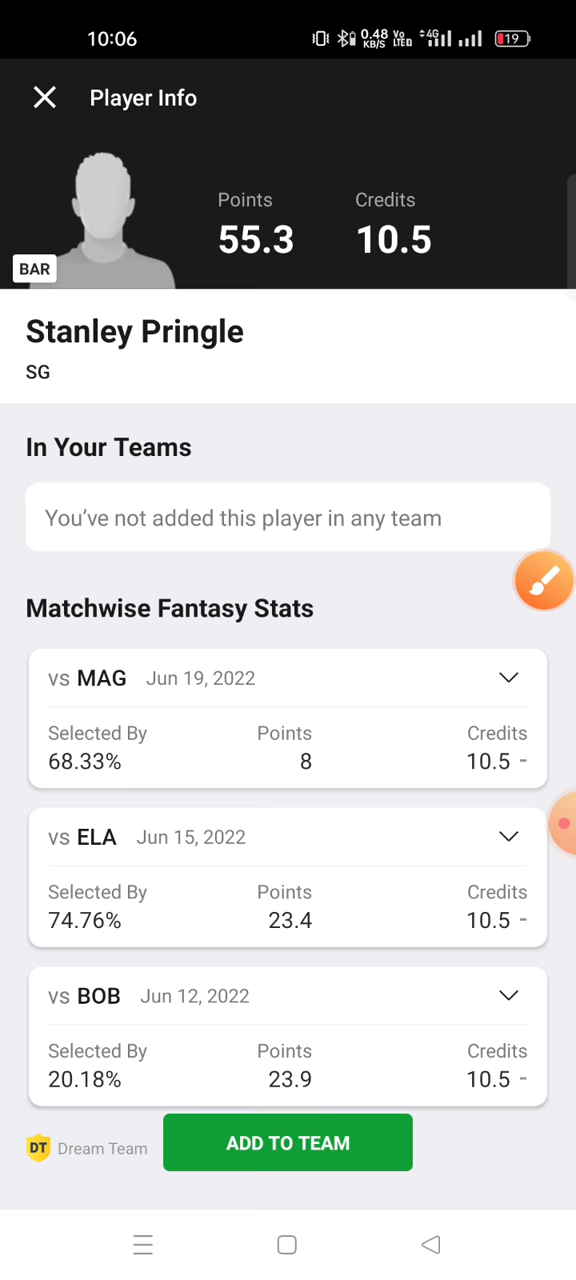 10:06 0.48 KB/S Vo LTE D 4G 19
Player Info
Points Credits
55.3 10.5
BAR
Stanley Pringle
SG
In Your Teams
You’ve not added this player in any team
Matchwise Fantasy Stats
vs MAG Jun 19, 2022
Selected By Points Credits
68.33% 8 10.5 -
vs ELA Jun 15, 2022
Selected By Points Credits
74.76% 23.4 10.5 -
vs BOB Jun 12, 2022
Selected By Points Credits
20.18% 23.9 10.5 -
DT Dream Team ADD TO TEAM